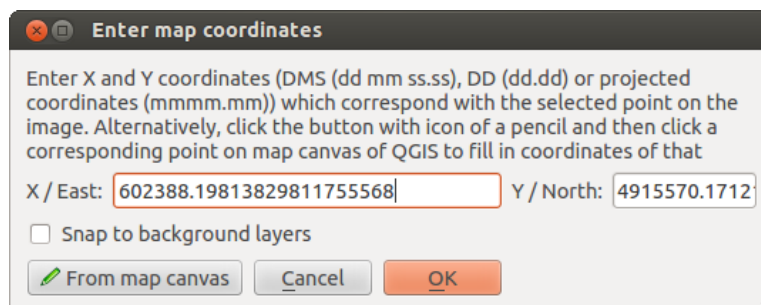 Enter map coordinates
Enter X and Y coordinates (DMS (dd mm ss.ss), DD (dd.dd) or projected
coordinates (mmmm.mm)) which correspond with the selected point on the
image. Alternatively, click the button with icon of a pencil and then click a
corresponding point on map canvas of QGIS to fill in coordinates of that
X / East: 602388.19813829811755568 Y / North: 4915570.1712
Snap to background layers
From map canvas Cancel OK